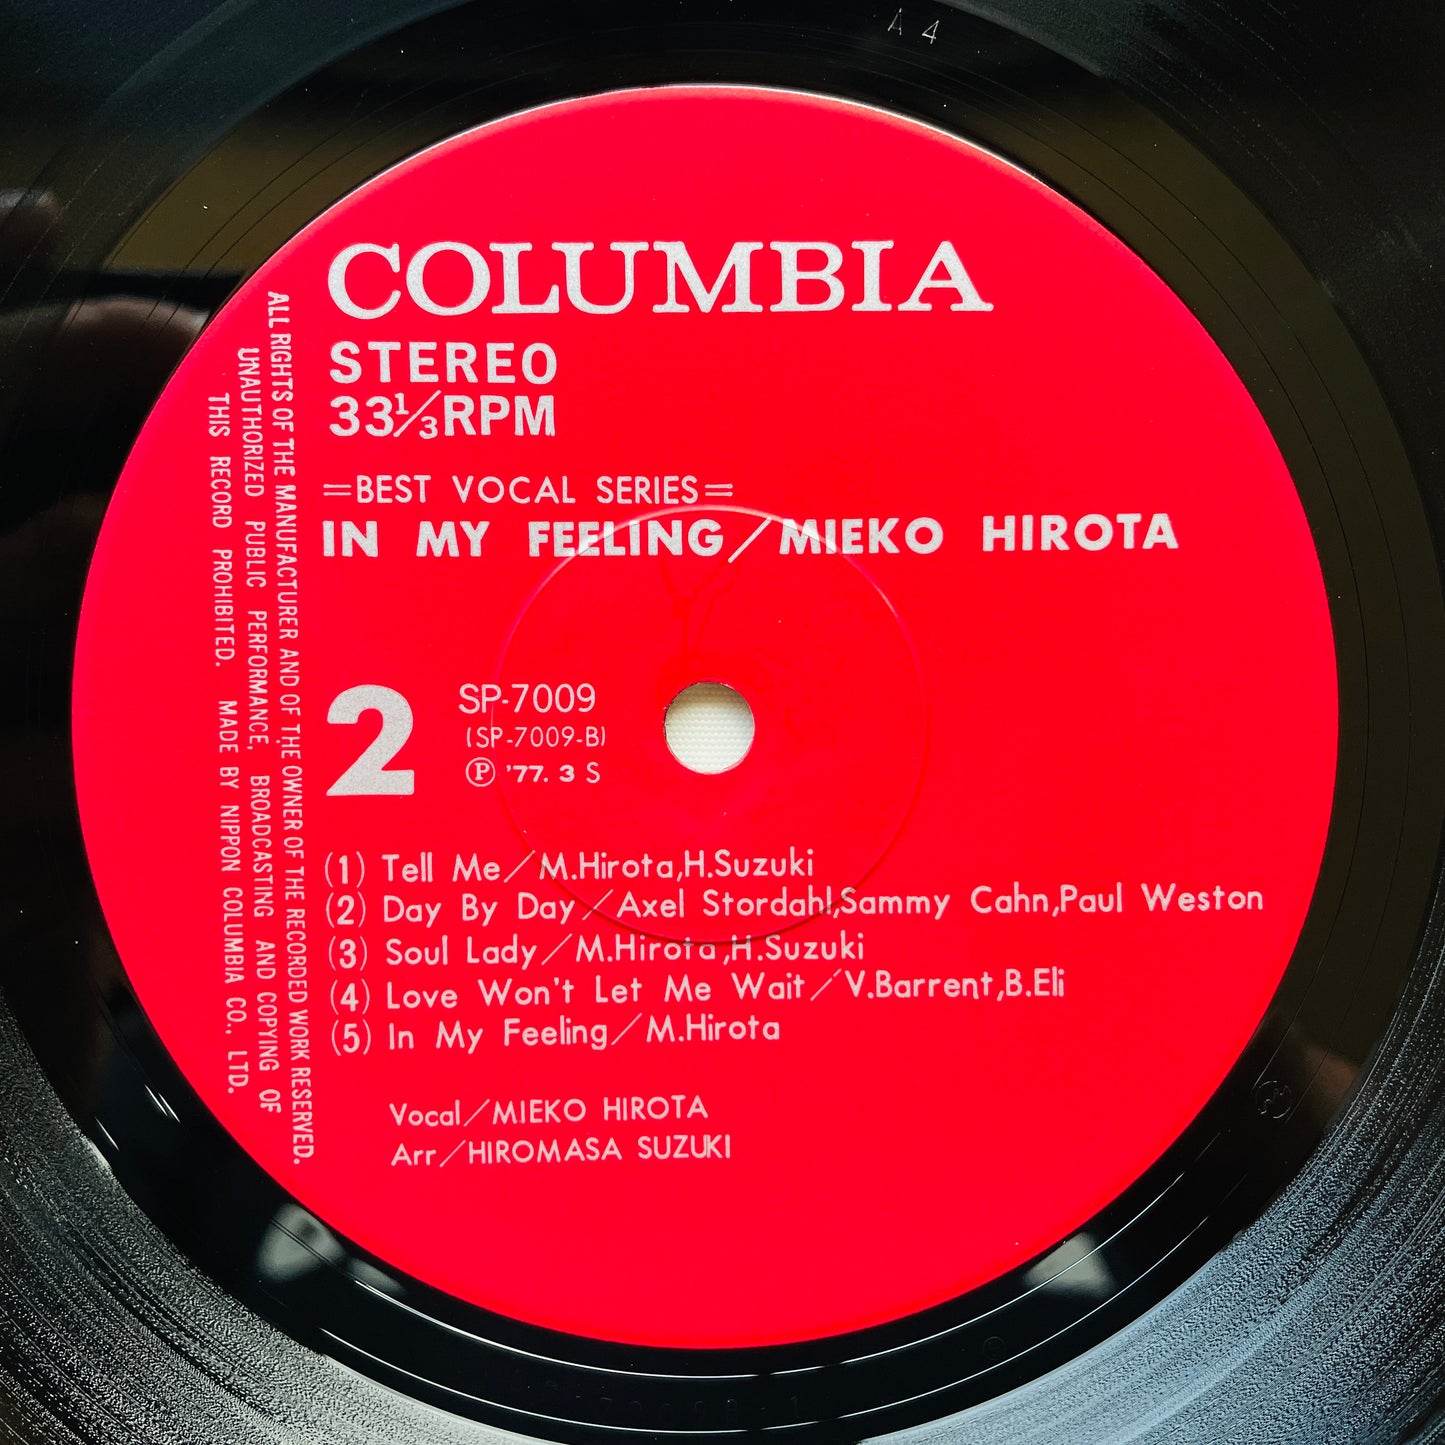 A 4
COLUMBIA
STEREO
33⅓RPM
=BEST VOCAL SERIES=
IN MY FEELING/MIEKO HIROTA
2
SP-7009
(SP-7009-B)
Ⓟ '77. 3 S
(1) Tell Me/M.Hirota,H.Suzuki
(2) Day By Day/Axel Stordahl,Sammy Cahn,Paul Weston
(3) Soul Lady/M.Hirota,H.Suzuki
(4) Love Won't Let Me Wait/V.Barrent,B.Eli
(5) In My Feeling/M.Hirota
Vocal/MIEKO HIROTA
Arr/HIROMASA SUZUKI
ALL RIGHTS OF THE MANUFACTURER AND OF THE OWNER OF THE RECORDED WORK RESERVED.
UNAUTHORIZED PUBLIC PERFORMANCE, BROADCASTING AND COPYING OF
THIS RECORD PROHIBITED. MADE BY NIPPON COLUMBIA CO., LTD.